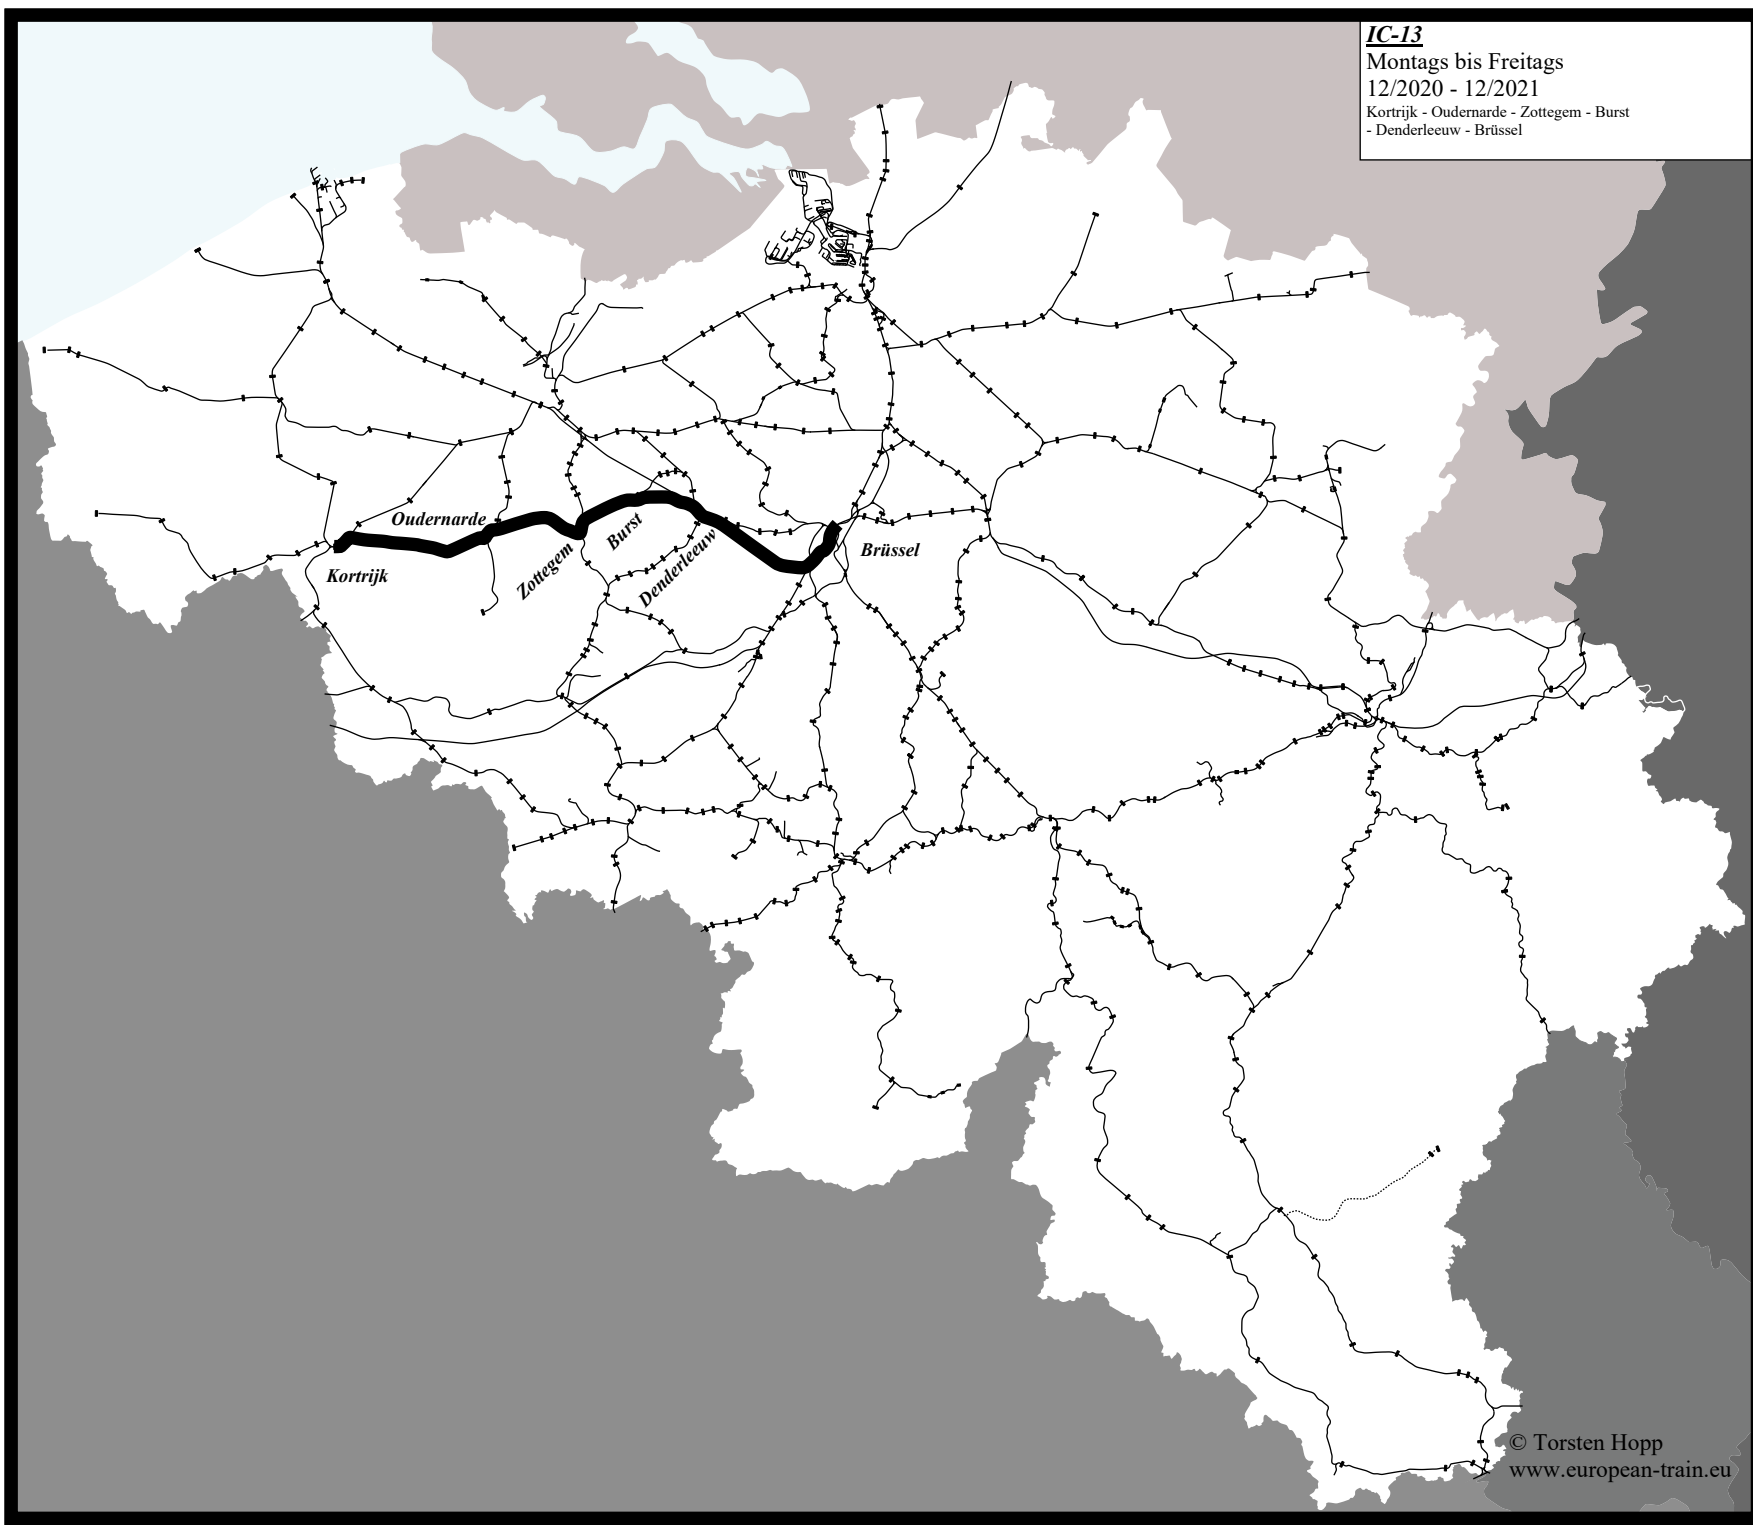 IC-13
Montags bis Freitags
12/2020 - 12/2021
Kortrijk - Oudernarde - Zottegem - Burst
- Denderleeuw - Brüssel
Oudernarde
Kortrijk
Zottegem
Burst
Denderleeuw
Brüssel
© Torsten Hopp
www.european-train.eu